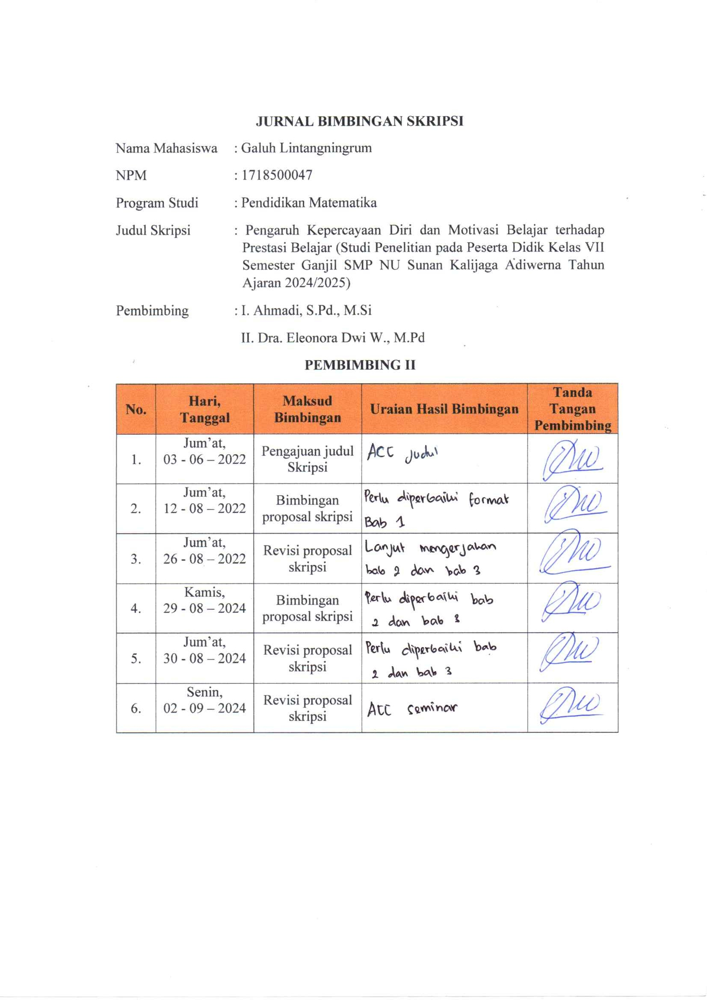 JURNAL BIMBINGAN SKRIPSI
Nama Mahasiswa : Galuh Lintangningrum
NPM : 1718500047
Program Studi : Pendidikan Matematika
Judul Skripsi : Pengaruh Kepercayaan Diri dan Motivasi Belajar terhadap
Prestasi Belajar (Studi Penelitian pada Peserta Didik Kelas VII
Semester Ganjil SMP NU Sunan Kalijaga Adiwerna Tahun
Ajaran 2024/2025)
Pembimbing : I. Ahmadi, S.Pd., M.Si
II. Dra. Eleonora Dwi W., M.Pd
PEMBIMBING II
No.
Hari,
Tanggal
Maksud
Bimbingan
Uraian Hasil Bimbingan
Tanda
Tangan
Pembimbing
1.
Jum'at,
03 - 06 – 2022
Pengajuan judul
Skripsi
ACC judul
2.
Jum'at,
12 - 08 – 2022
Bimbingan
proposal skripsi
Perlu diperbaiki format
Bab 1
3.
Jum'at,
26 - 08 – 2022
Revisi proposal
skripsi
Lanjut mengerjakan
bab 2 dan bab 3
4.
Kamis,
29 - 08 – 2024
Bimbingan
proposal skripsi
Perlu diperbaiki bab
2 dan bab 3
5.
Jum'at,
30 - 08 – 2024
Revisi proposal
skripsi
Perlu diperbaiki bab
2 dan bab 3
6.
Senin,
02 - 09 – 2024
Revisi proposal
skripsi
ACC seminar